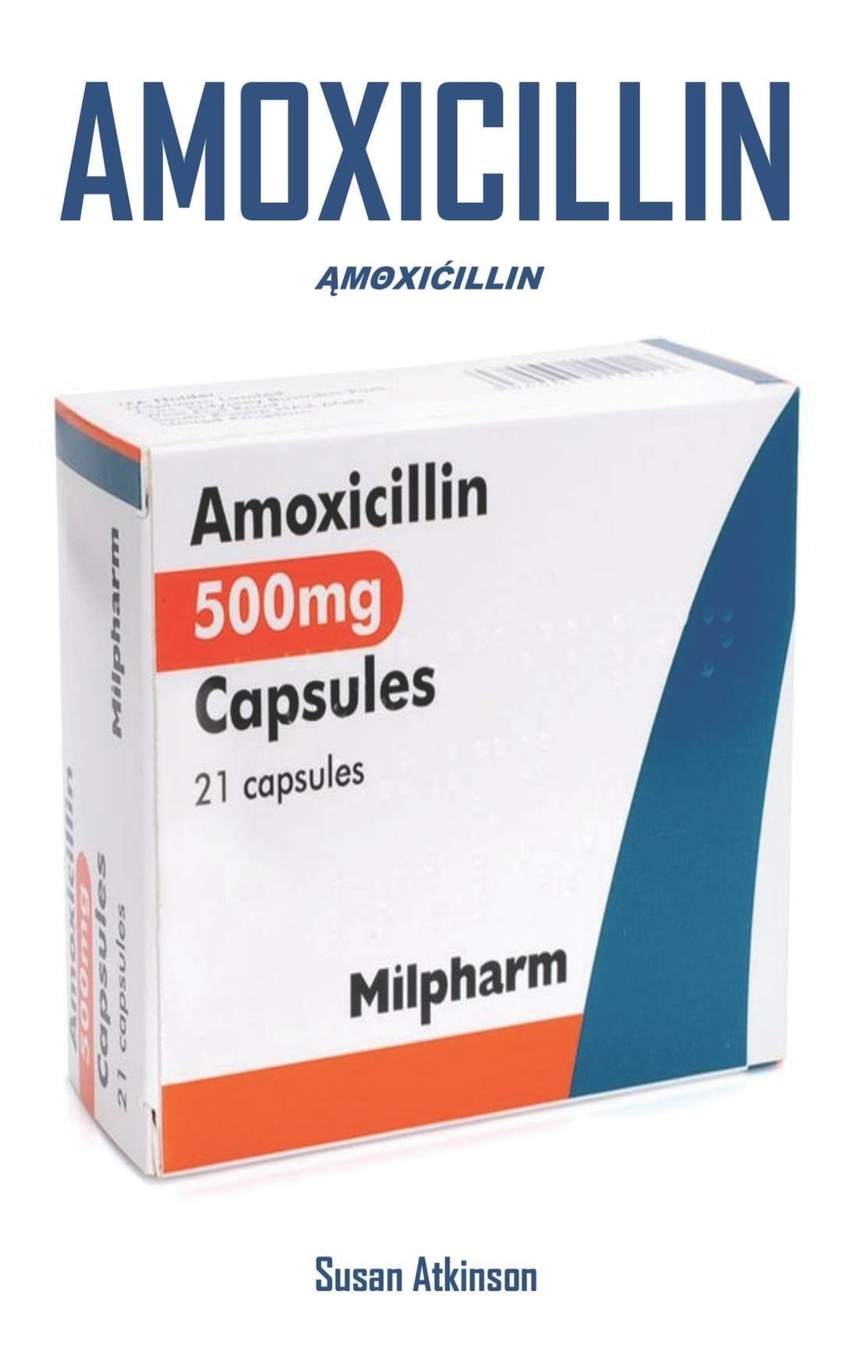 AMOXICILLIN
ĄMΘXIĆILLIN
Amoxicillin
500mg
Capsules
21 capsules
Milpharm
Milpharm
Amoxicillin
500mg
Capsules
21 capsules
Susan Atkinson